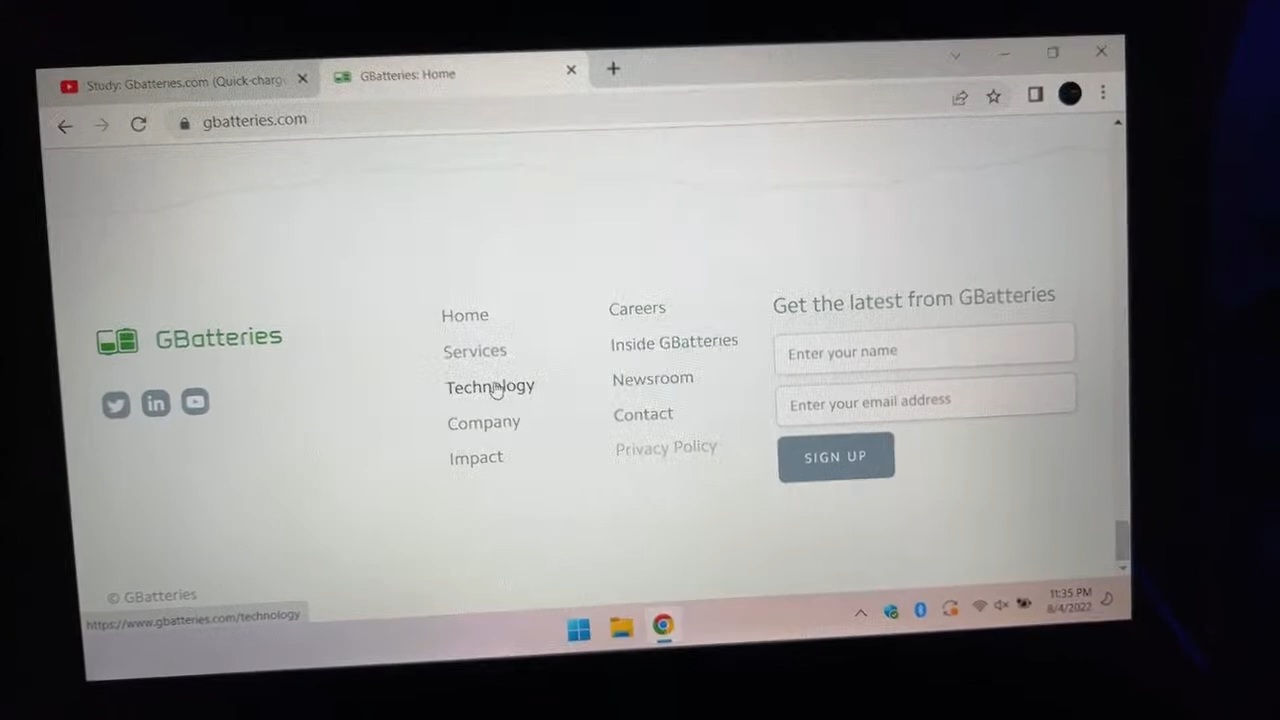 Study: Gbatteries.com (Quick-charg
GBatteries: Home
gbatteries.com
GBatteries
Home
Services
Technology
Company
Impact
Careers
Inside GBatteries
Newsroom
Contact
Privacy Policy
Get the latest from GBatteries
Enter your name
Enter your email address
SIGN UP
© GBatteries
https://www.gbatteries.com/technology
11:35 PM
8/4/2022